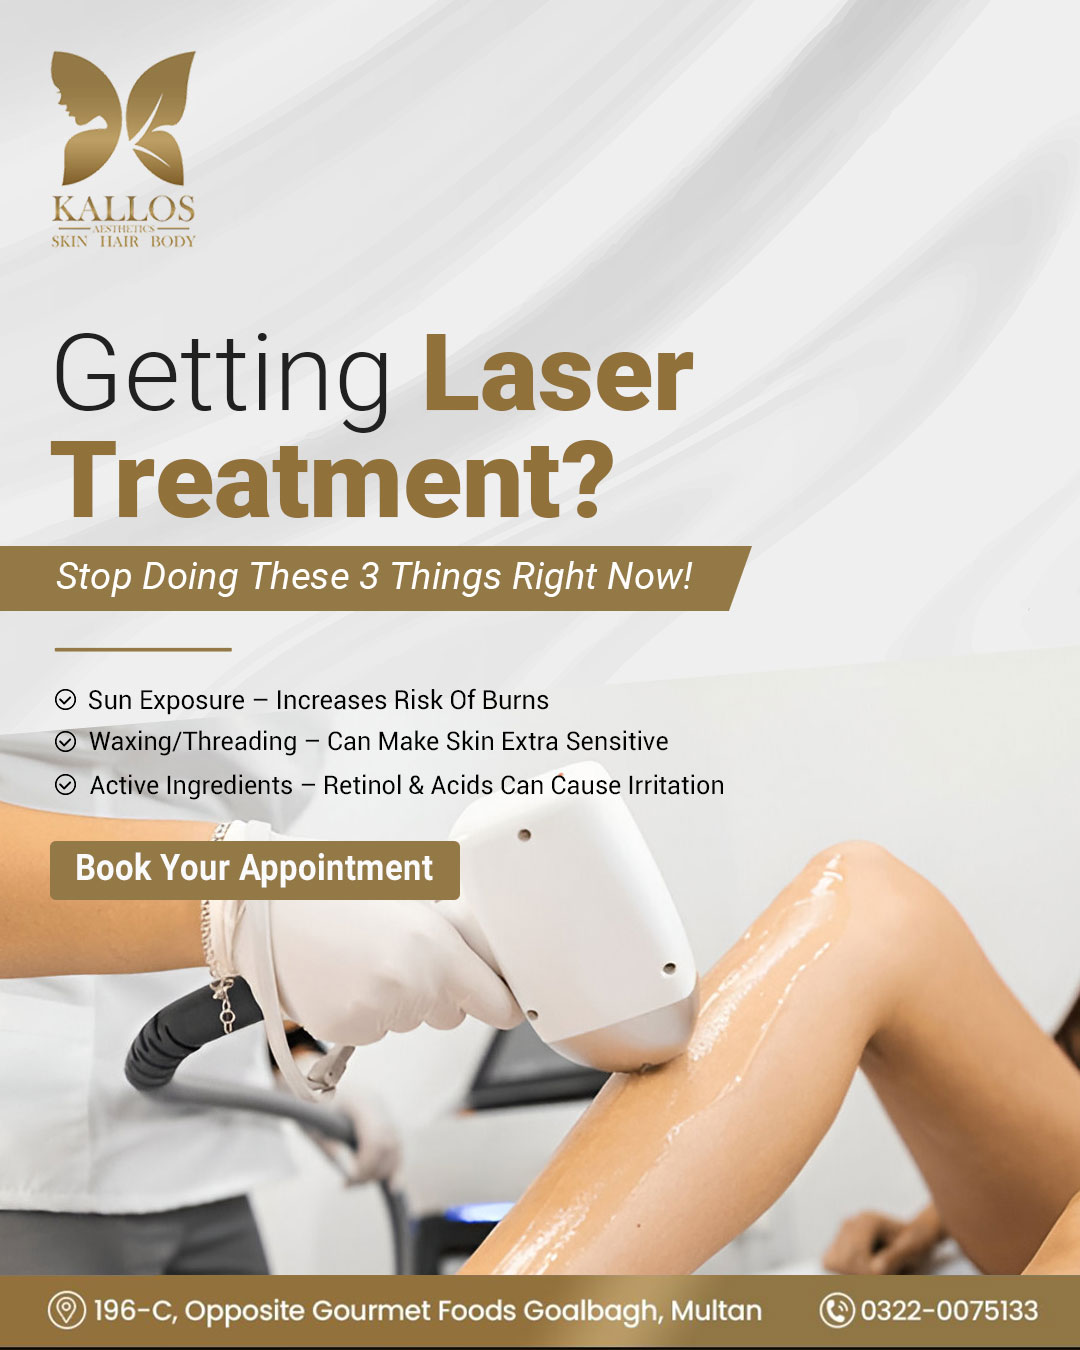 KALLOS
AESTHETICS
SKIN HAIR BODY
Getting Laser
Treatment?
Stop Doing These 3 Things Right Now!
Sun Exposure – Increases Risk Of Burns
Waxing/Threading – Can Make Skin Extra Sensitive
Active Ingredients – Retinol & Acids Can Cause Irritation
Book Your Appointment
196-C, Opposite Gourmet Foods Goalbagh, Multan
0322-0075133